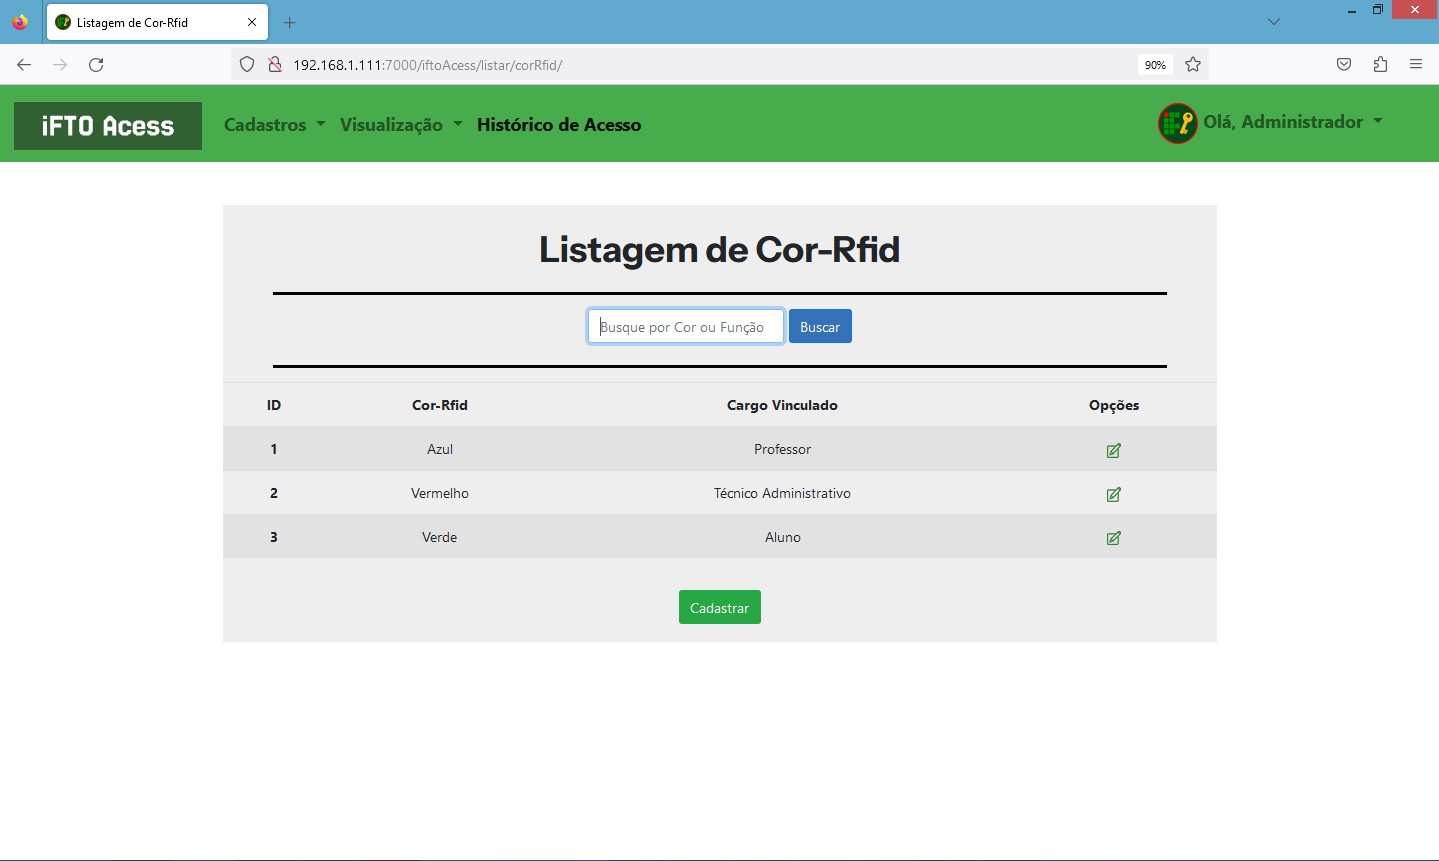 Listagem de Cor-Rfid
192.168.1.111:7000/iftoAcess/listar/corRfid/
90%
iFTO Acess
Cadastros
Visualização
Histórico de Acesso
Olá, Administrador
Listagem de Cor-Rfid
Busque por Cor ou Função
Buscar
ID Cor-Rfid Cargo Vinculado Opções
1 Azul Professor
2 Vermelho Técnico Administrativo
3 Verde Aluno
Cadastrar